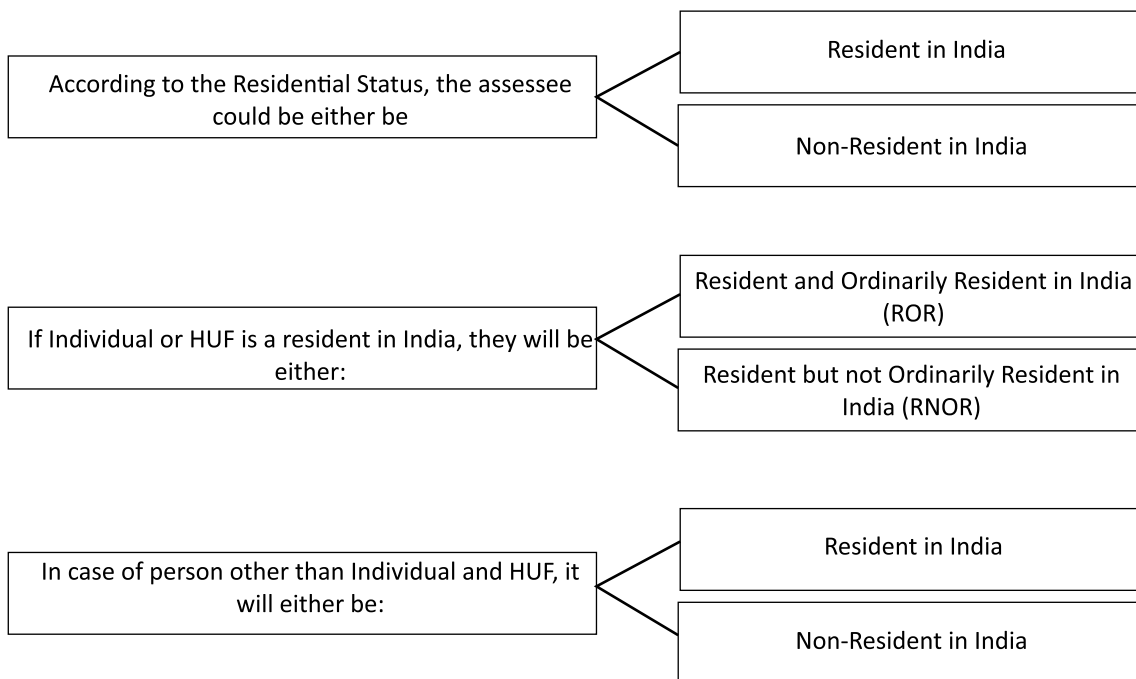 According to the Residential Status, the assessee
could be either be
Resident in India
Non-Resident in India
If Individual or HUF is a resident in India, they will be
either:
Resident and Ordinarily Resident in India
(ROR)
Resident but not Ordinarily Resident in
India (RNOR)
In case of person other than Individual and HUF, it
will either be:
Resident in India
Non-Resident in India